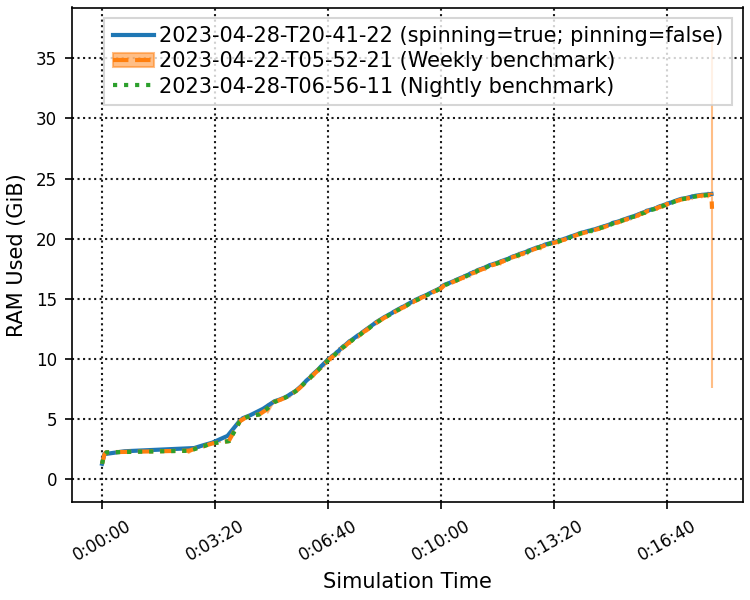 2023-04-28-T20-41-22 (spinning=true; pinning=false)
2023-04-22-T05-52-21 (Weekly benchmark)
2023-04-28-T06-56-11 (Nightly benchmark)
35
30
25
20
15
10
5
0
RAM Used (GiB)
0:00:00
0:03:20
0:06:40
0:10:00
0:13:20
0:16:40
Simulation Time